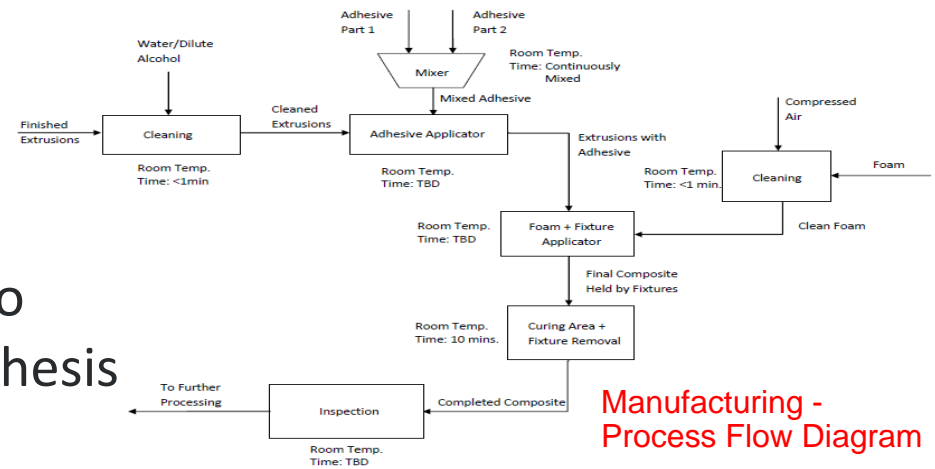 Adhesive
Part 1
Adhesive
Part 2
Water/Dilute
Alcohol
Mixer
Room Temp.
Time: Continuously
Mixed
Mixed Adhesive
Compressed
Air
Finished
Extrusions
Cleaning
Cleaned
Extrusions
Adhesive Applicator
Extrusions with
Adhesive
Room Temp.
Time: <1min
Room Temp.
Time: TBD
Room Temp.
Time: <1 min.
Cleaning
Foam
Room Temp.
Time: TBD
Foam + Fixture
Applicator
Clean Foam
Final Composite
Held by Fixtures
o
hesis
Room Temp.
Time: 10 mins.
Curing Area +
Fixture Removal
To Further
Processing
Inspection
Completed Composite
Room Temp.
Time: TBD
Manufacturing -
Process Flow Diagram